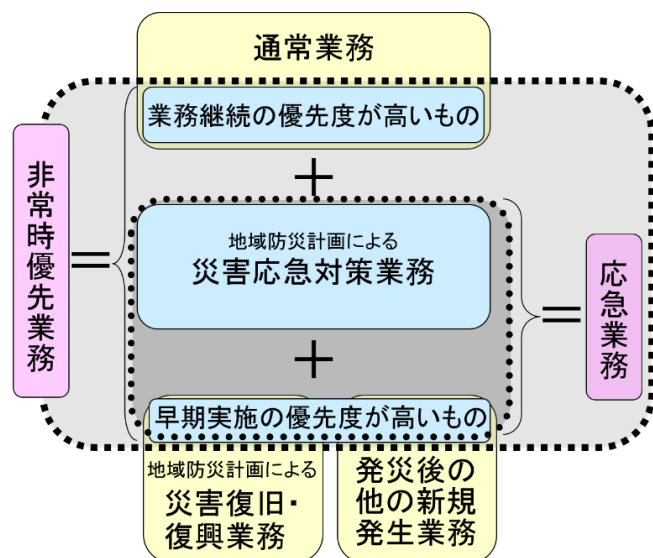 通常業務
業務継続の優先度が高いもの
+
非常時優先業務
=
地域防災計画による
災害応急対策業務
=
応急業務
+
早期実施の優先度が高いもの
地域防災計画による
災害復旧・
復興業務
発災後の
他の新規
発生業務